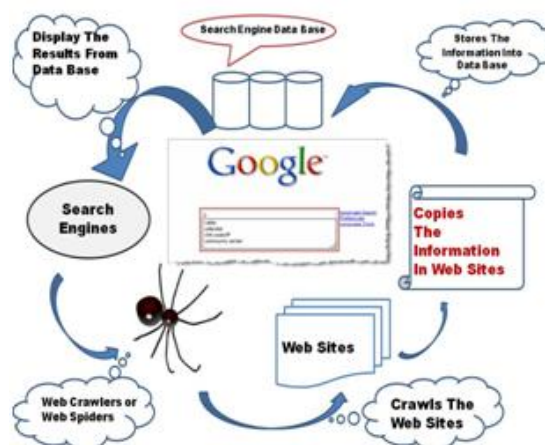 Display The
Results From
Data Base
Search Engine Data Base
Stores The
Information Into
Data Base
Google
Search
Engines
Copies
The
Information
In Web Sites
Web Sites
Web Crawlers or
Web Spiders
Crawls The
Web Sites